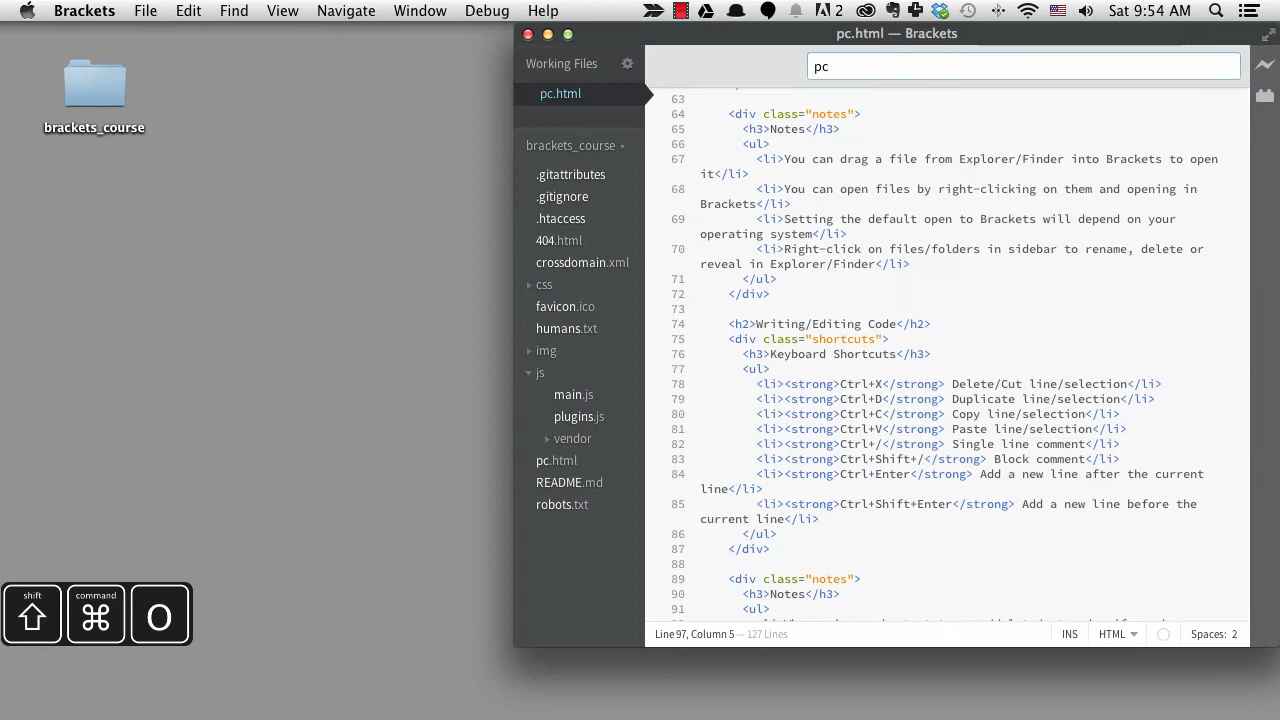 Brackets File Edit Find View Navigate Window Debug Help 2 Sat 9:54 AM
pc.html — Brackets
Working Files
pc
pc.html
brackets_course
brackets_course
.gitattributes
.gitignore
.htaccess
404.html
crossdomain.xml
css
favicon.ico
humans.txt
img
js
main.js
plugins.js
vendor
pc.html
README.md
robots.txt
63
64 <div class="notes">
65 <h3>Notes</h3>
66 <ul>
67 <li>You can drag a file from Explorer/Finder into Brackets to open
it</li>
68 <li>You can open files by right-clicking on them and opening in
Brackets</li>
69 <li>Setting the default open to Brackets will depend on your
operating system</li>
70 <li>Right-click on files/folders in sidebar to rename, delete or
reveal in Explorer/Finder</li>
71 </ul>
72 </div>
73
74 <h2>Writing/Editing Code</h2>
75 <div class="shortcuts">
76 <h3>Keyboard Shortcuts</h3>
77 <ul>
78 <li><strong>Ctrl+X</strong> Delete/Cut line/selection</li>
79 <li><strong>Ctrl+D</strong> Duplicate line/selection</li>
80 <li><strong>Ctrl+C</strong> Copy line/selection</li>
81 <li><strong>Ctrl+V</strong> Paste line/selection</li>
82 <li><strong>Ctrl+/</strong> Single line comment</li>
83 <li><strong>Ctrl+Shift+/</strong> Block comment</li>
84 <li><strong>Ctrl+Enter</strong> Add a new line after the current
line</li>
85 <li><strong>Ctrl+Shift+Enter</strong> Add a new line before the
current line</li>
86 </ul>
87 </div>
88
89 <div class="notes">
90 <h3>Notes</h3>
91 <ul>
Line 97, Column 5 — 127 Lines
INS HTML Spaces: 2
shift command
O